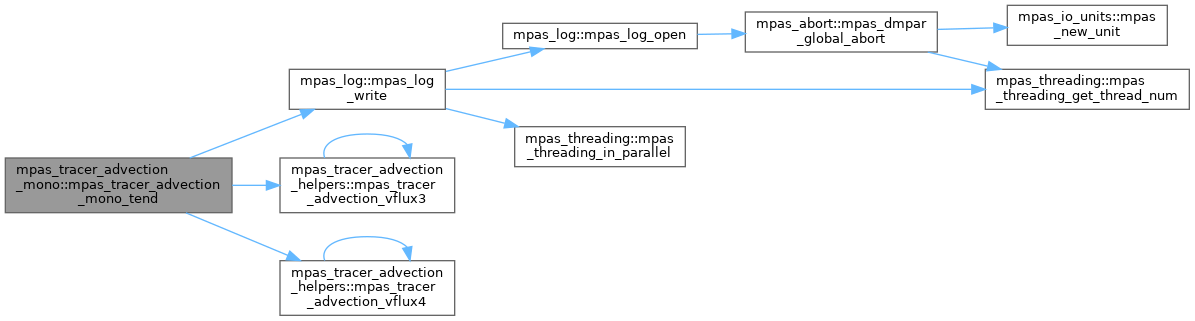 mpas_tracer_advection
_mono::mpas_tracer_advection
_mono_tend
mpas_log::mpas_log
_write
mpas_log::mpas_log_open
mpas_abort::mpas_dmpar
_global_abort
mpas_io_units::mpas
_new_unit
mpas_threading::mpas
_threading_get_thread_num
mpas_threading::mpas
_threading_in_parallel
mpas_tracer_advection
_helpers::mpas_tracer
_advection_vflux3
mpas_tracer_advection
_helpers::mpas_tracer
_advection_vflux4